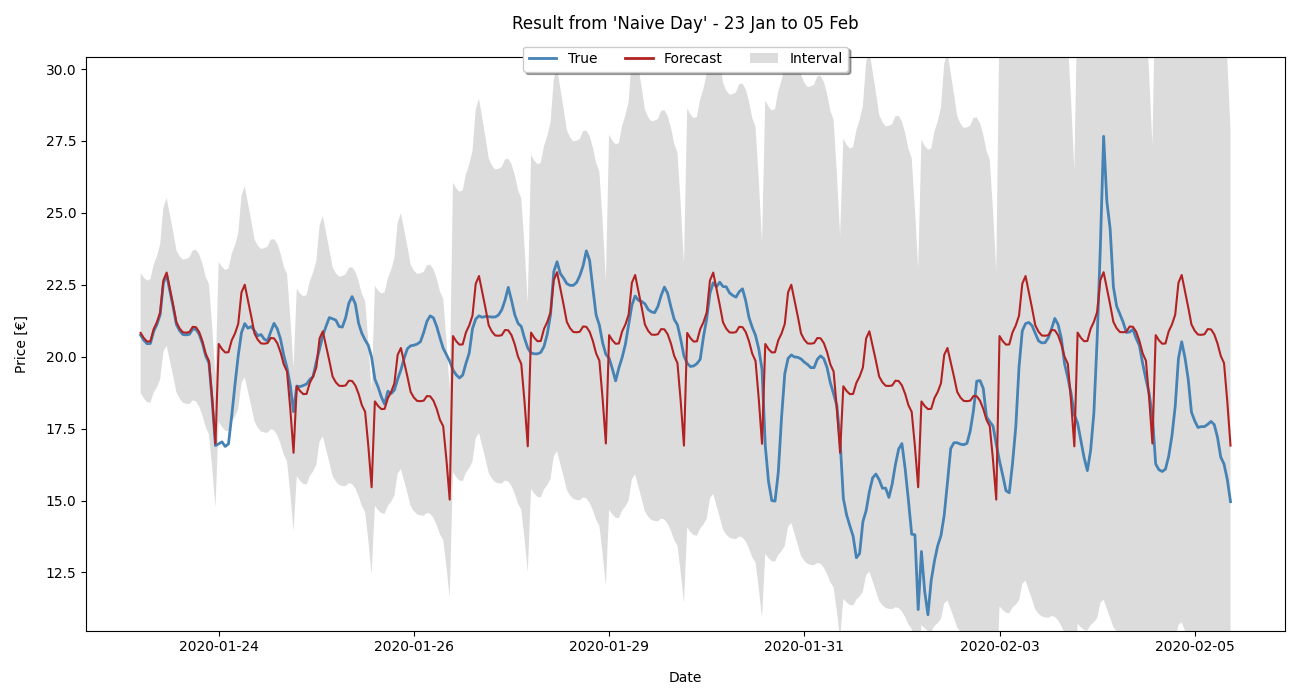 Result from 'Naive Day' - 23 Jan to 05 Feb
True Forecast Interval
30.0
27.5
25.0
22.5
20.0
17.5
15.0
12.5
Price [€]
2020-01-24 2020-01-26 2020-01-29 2020-01-31 2020-02-03 2020-02-05
Date